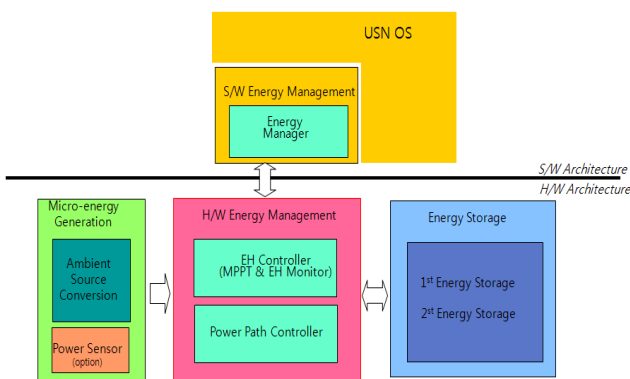 USN OS
S/W Energy Management
Energy
Manager
S/W Architecture
H/W Architecture
Micro-energy
Generation
Ambient
Source
Conversion
Power Sensor
(option)
H/W Energy Management
EH Controller
(MPPT & EH Monitor)
Power Path Controller
Energy Storage
1st Energy Storage
2st Energy Storage